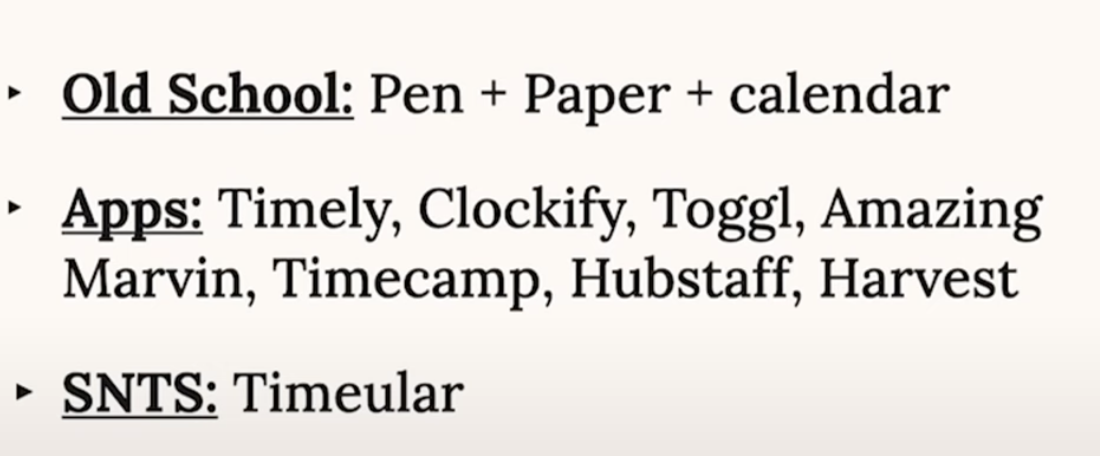 Old School: Pen + Paper + calendar
Apps: Timely, Clockify, Toggl, Amazing
Marvin, Timecamp, Hubstaff, Harvest
SNTS: Timeular